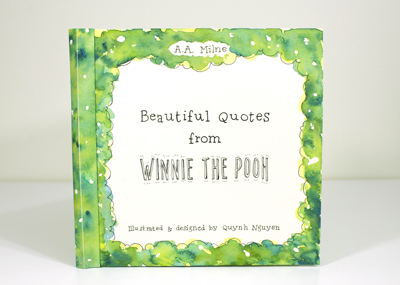 A.A. Milne
Beautiful Quotes
from
WINNIE THE POOH
Illustrated & designed by Quynh Nguyen